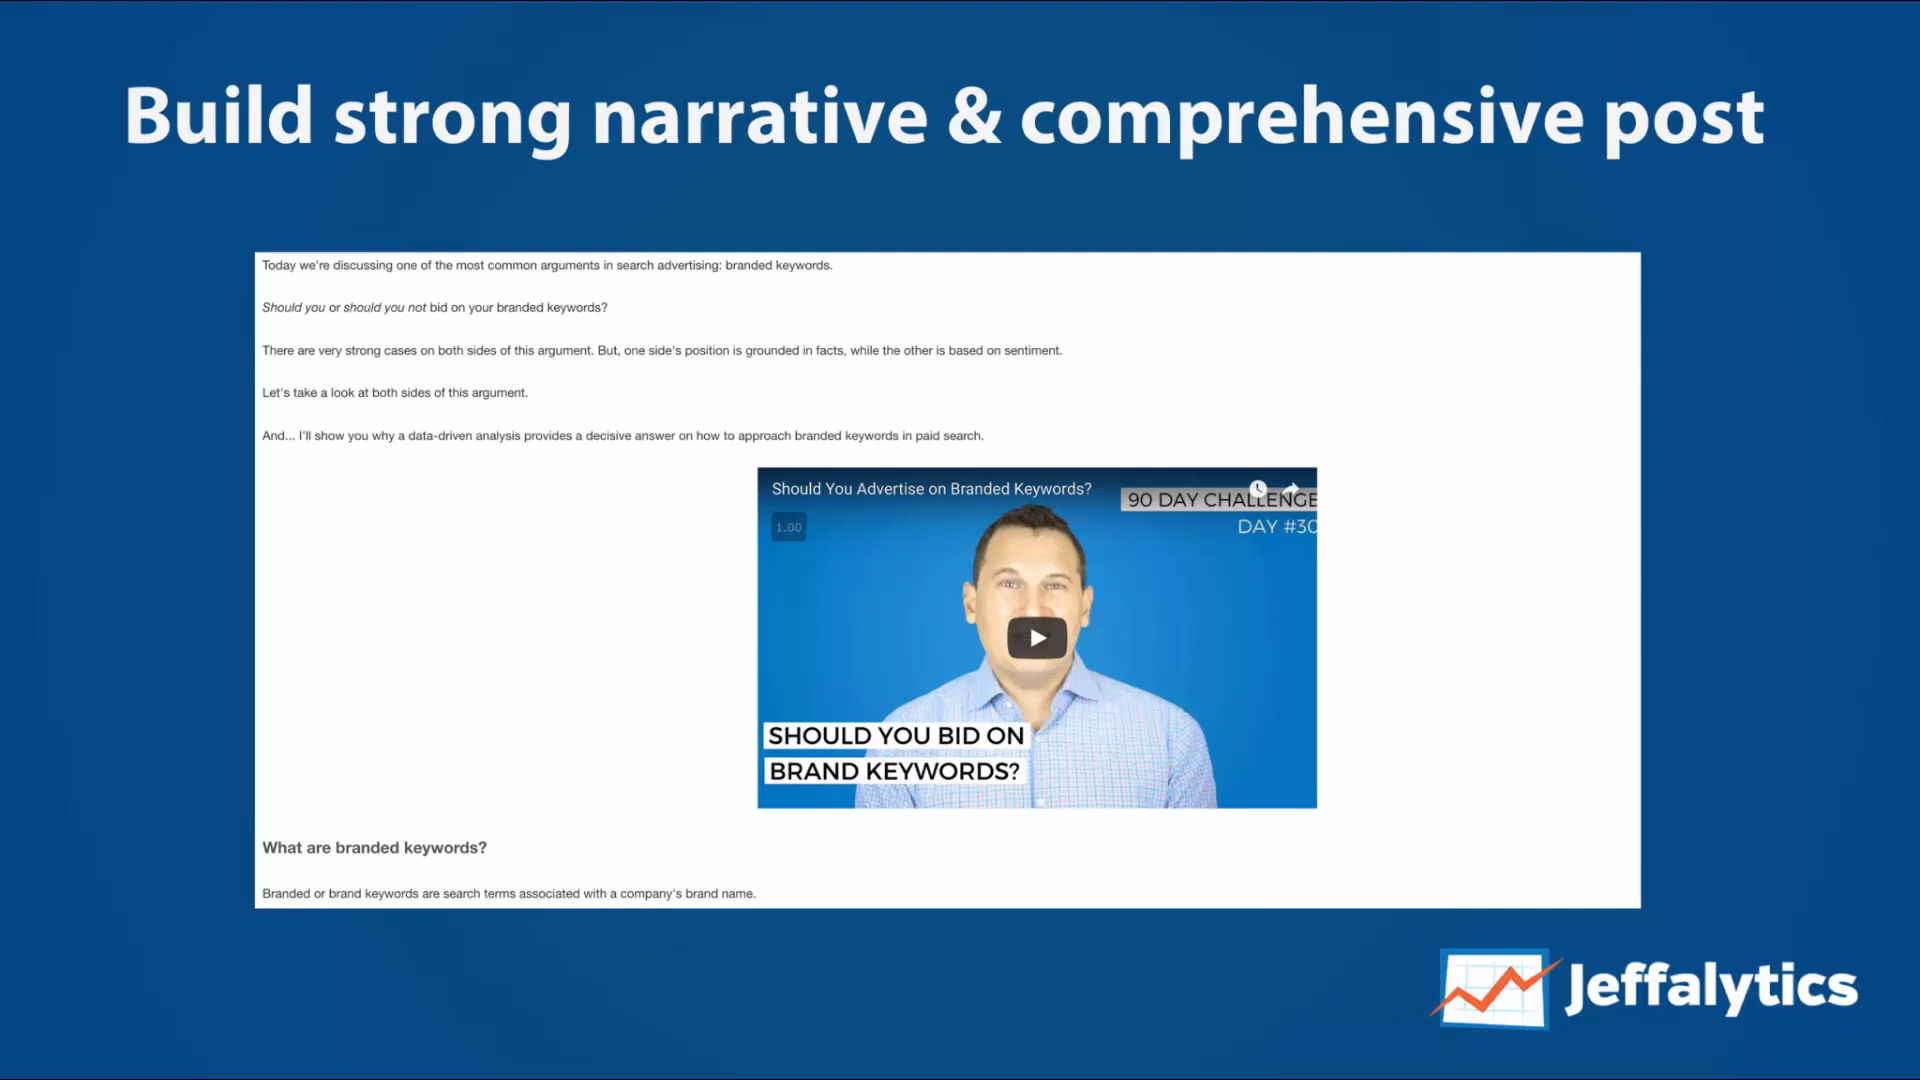 Build strong narrative & comprehensive post
Today we're discussing one of the most common arguments in search advertising: branded keywords.
Should you or should you not bid on your branded keywords?
There are very strong cases on both sides of this argument. But, one side's position is grounded in facts, while the other is based on sentiment.
Let's take a look at both sides of this argument.
And... I'll show you why a data-driven analysis provides a decisive answer on how to approach branded keywords in paid search.
Should You Advertise on Branded Keywords?
90 DAY CHALLENGE
1.00
DAY #30
SHOULD YOU BID ON
BRAND KEYWORDS?
What are branded keywords?
Branded or brand keywords are search terms associated with a company's brand name.
Jeffalytics